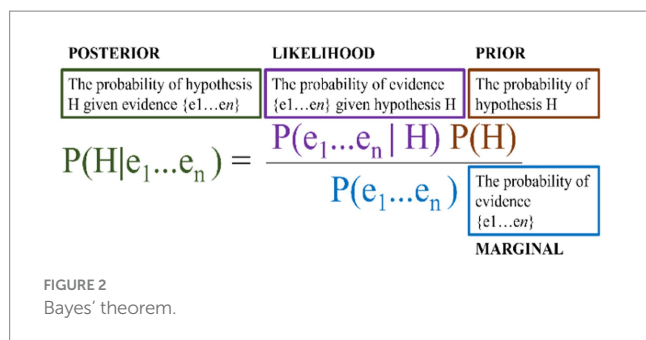 POSTERIOR LIKELIHOOD PRIOR
The probability of hypothesis
H given evidence {e1…en}
The probability of evidence
{e1…en} given hypothesis H
The probability of
hypothesis H
P(H|e₁...eₙ) = P(e₁...eₙ | H) P(H)
P(e₁...eₙ)
The probability of
evidence
{e1…en}
MARGINAL
FIGURE 2
Bayes’ theorem.